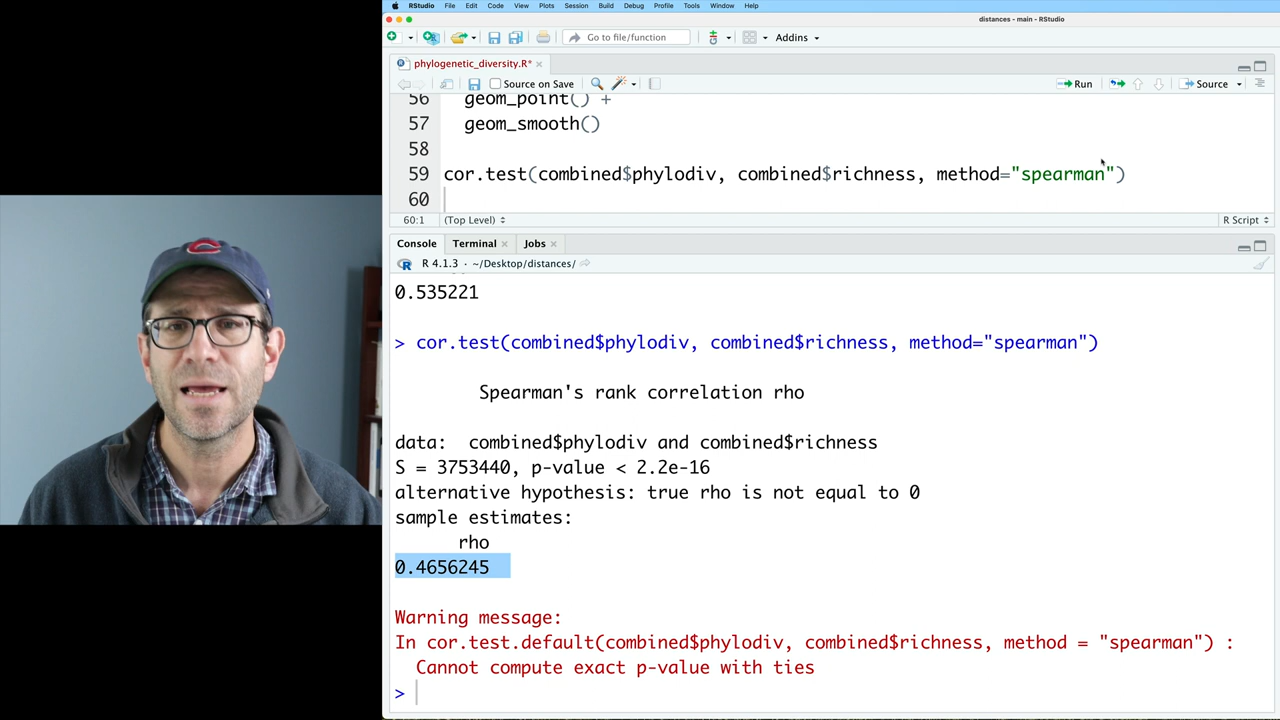 RStudio File Edit Code View Plots Session Build Debug Profile Tools Window Help
distances - main - RStudio
Go to file/function Addins
phylogenetic_diversity.R*
Source on Save Run Source
56 geom_point() +
57 geom_smooth()
58
59 cor.test(combined$phylodiv, combined$richness, method="spearman")
60
60:1 (Top Level) R Script
Console Terminal Jobs
R 4.1.3 · ~/Desktop/distances/
0.535221
> cor.test(combined$phylodiv, combined$richness, method="spearman")
Spearman's rank correlation rho
data: combined$phylodiv and combined$richness
S = 3753440, p-value < 2.2e-16
alternative hypothesis: true rho is not equal to 0
sample estimates:
rho
0.4656245
Warning message:
In cor.test.default(combined$phylodiv, combined$richness, method = "spearman") :
Cannot compute exact p-value with ties
>